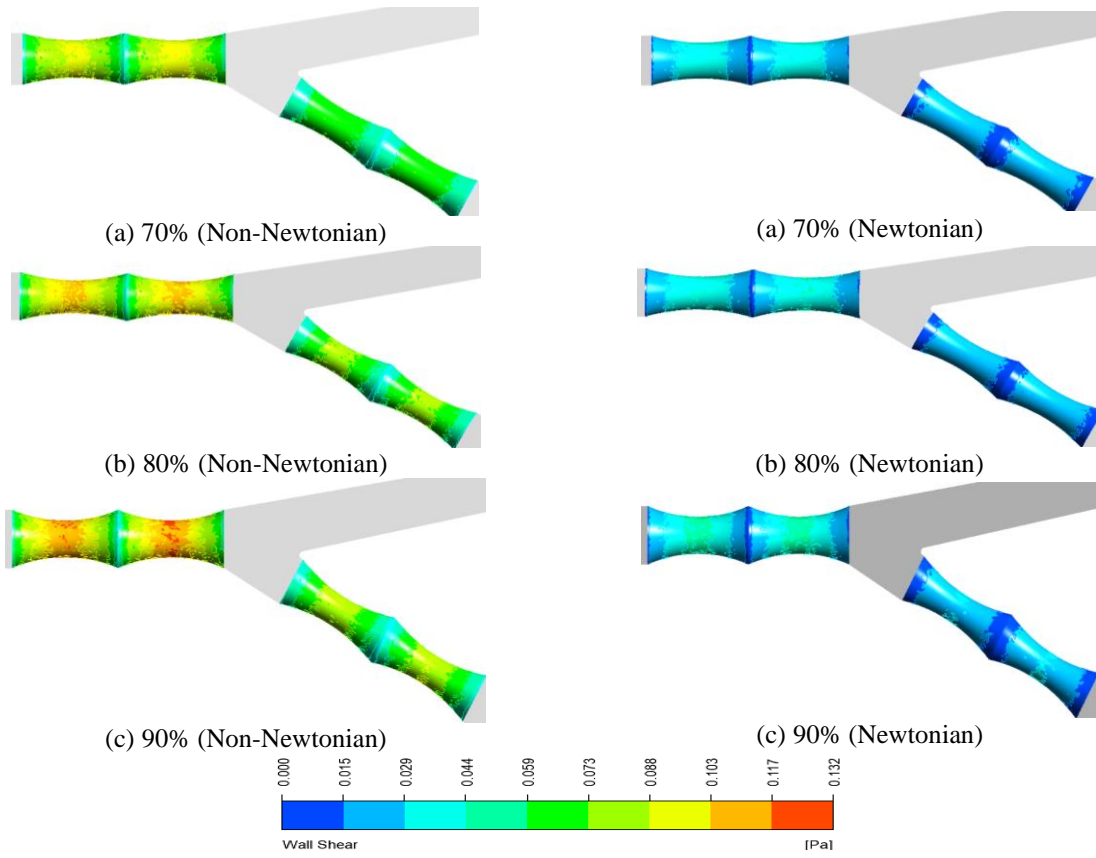 (a) 70% (Non-Newtonian)
(a) 70% (Newtonian)
(b) 80% (Non-Newtonian)
(b) 80% (Newtonian)
(c) 90% (Non-Newtonian)
(c) 90% (Newtonian)
0.000 0.015 0.029 0.044 0.059 0.073 0.088 0.103 0.117 0.132
Wall Shear [Pa]